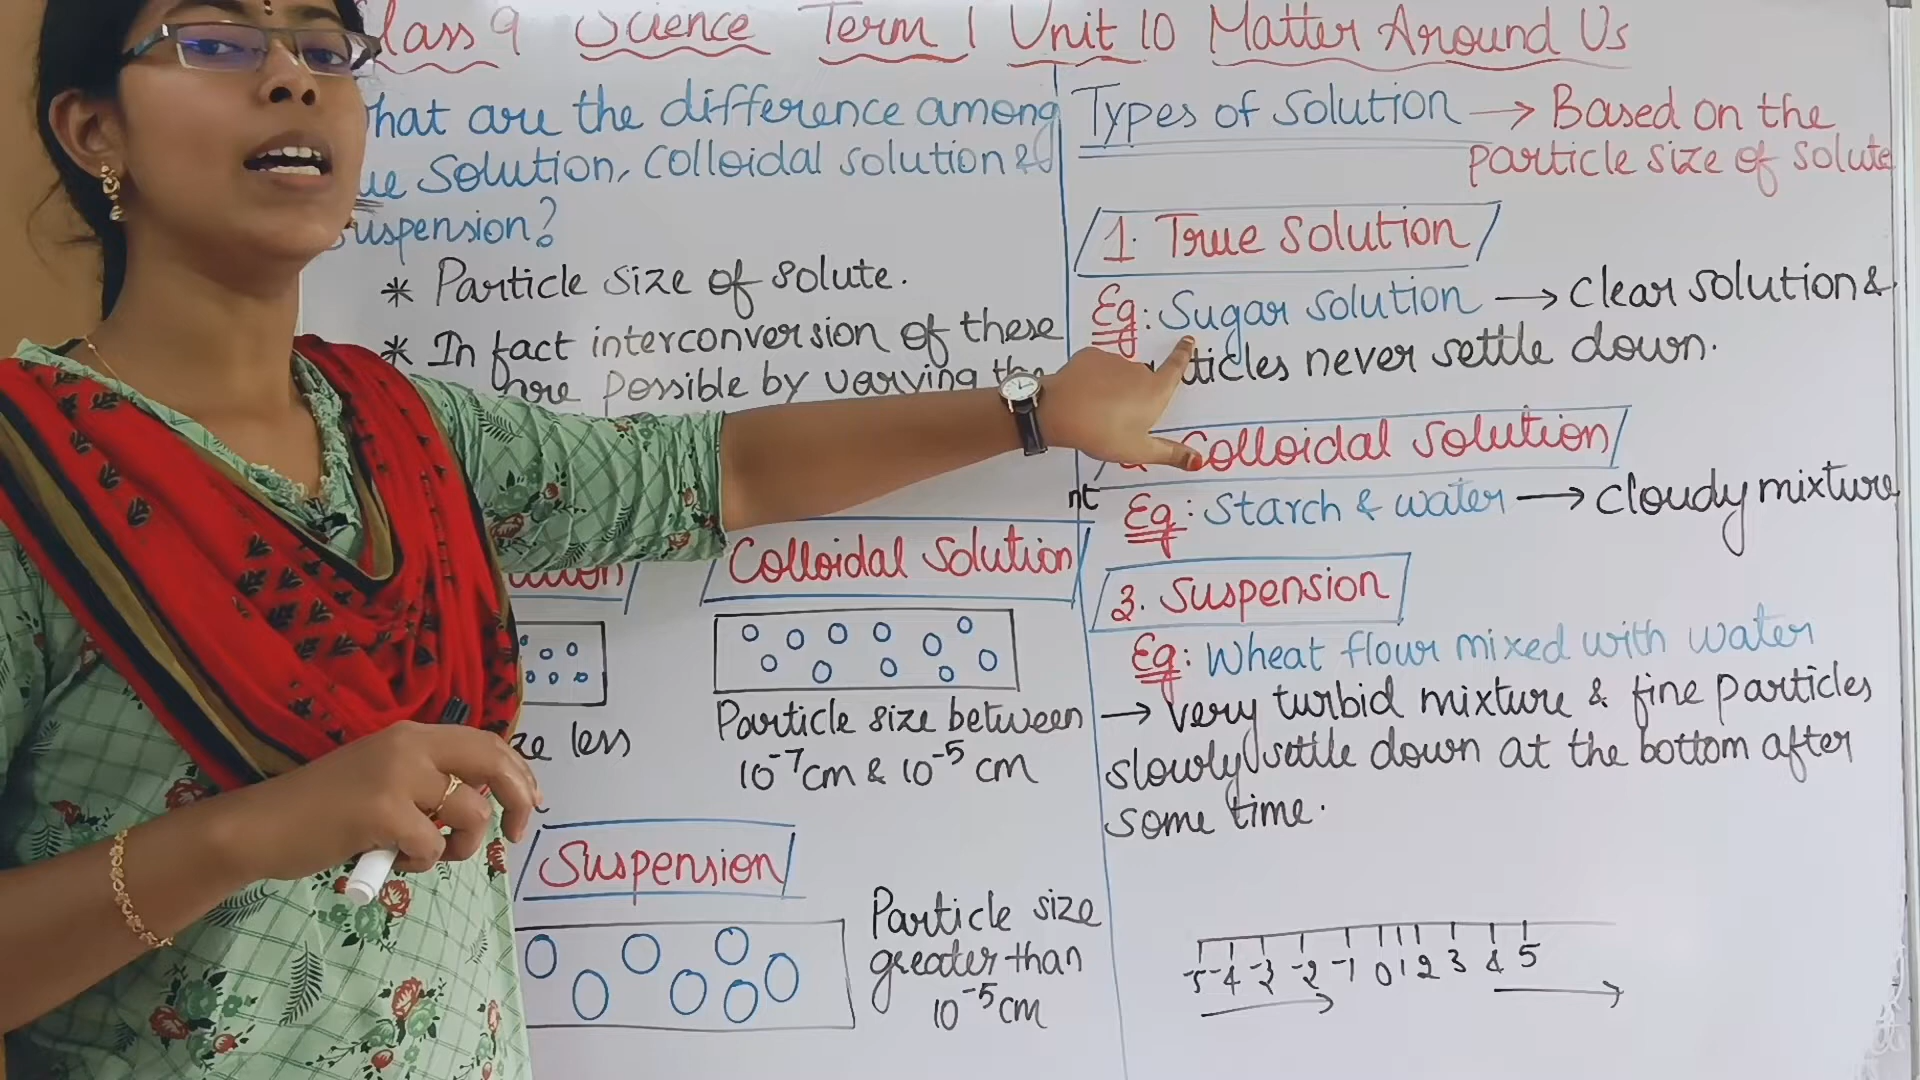 Class 9 Science Term 1 Unit 10 Matter Around Us
What are the difference among
True Solution, Colloidal solution &
suspension?
* Particle size of solute.
* In fact interconversion of these
are possible by varying the
nt
Colloidal Solution
ze less
Particle size between
10⁻⁷cm & 10⁻⁵ cm
Suspension
Particle size
greater than
10⁻⁵cm
Types of Solution → Based on the
particle size of solute
1. True Solution
Eg: Sugar solution → Clear solution &
particles never settle down.
Colloidal Solution
Eg: Starch & water → Cloudy mixture
3. Suspension
Eg: Wheat flour mixed with water
→ Very turbid mixture & fine particles
slowly settle down at the bottom after
some time.
-5 -4 -3 -2 -1 0 1 2 3 4 5